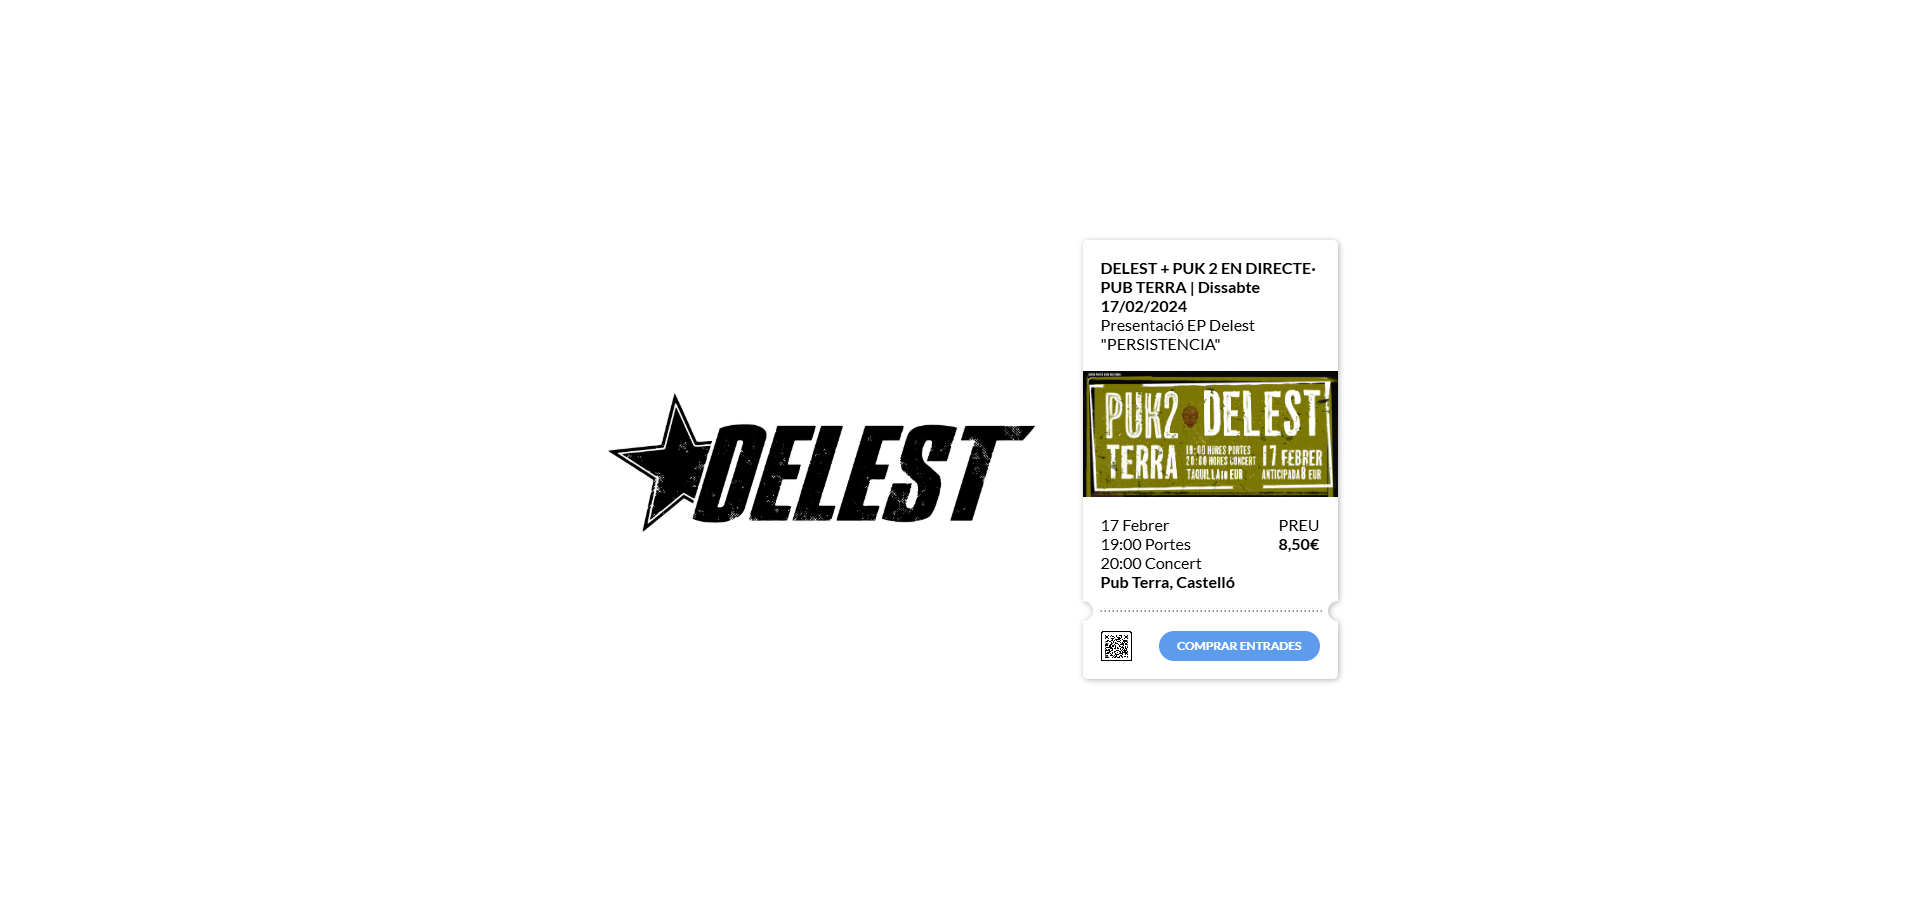 DELEST
DELEST + PUK 2 EN DIRECTE·
PUB TERRA | Dissabte
17/02/2024
Presentació EP Delest
"PERSISTENCIA"
PUK2 DELEST
TERRA
19:00 HORES PORTES
20:00 HORES CONCERT
TAQUILLA 10 EUR
17 FEBRER
ANTICIPADA 8 EUR
17 Febrer
19:00 Portes
20:00 Concert
Pub Terra, Castelló
PREU
8,50€
COMPRAR ENTRADES